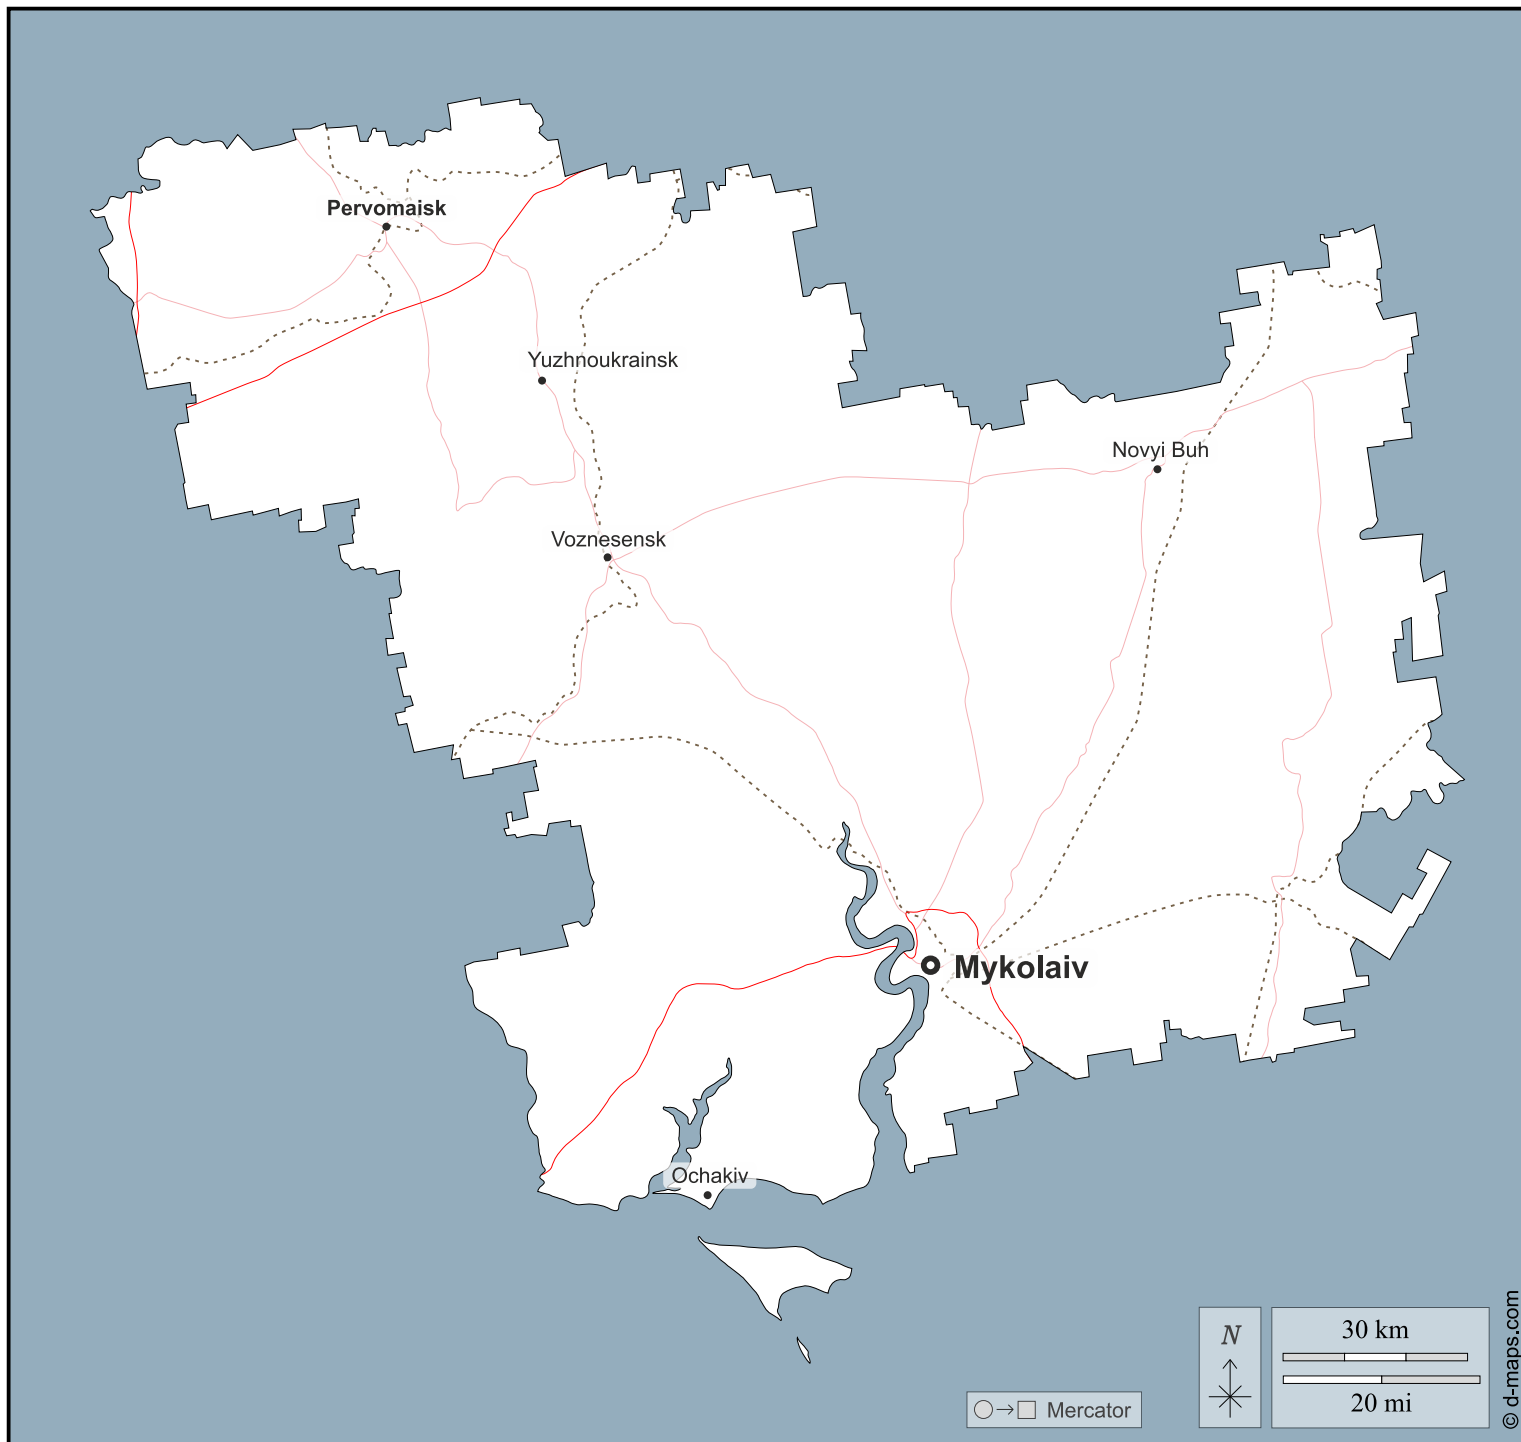 Pervomaisk
Yuzhnoukrainsk
Novyi Buh
Voznesensk
Mykolaiv
Ochakiv
N
30 km
20 mi
Mercator
© d-maps.com